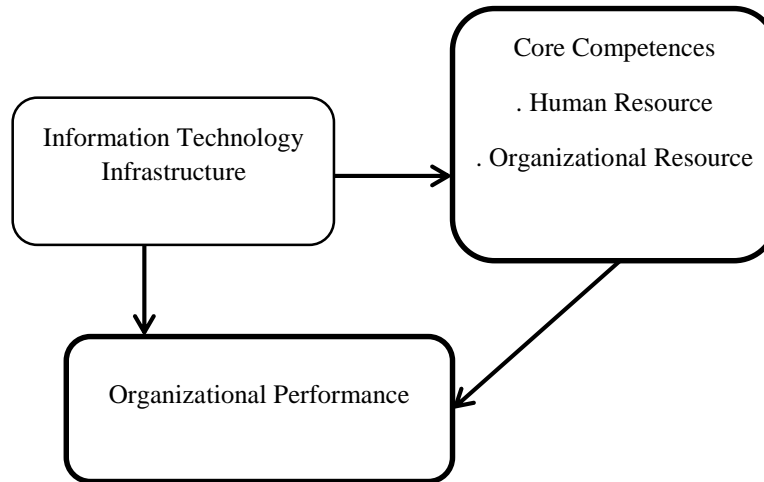 Core Competences
. Human Resource
. Organizational Resource
Information Technology
Infrastructure
Organizational Performance